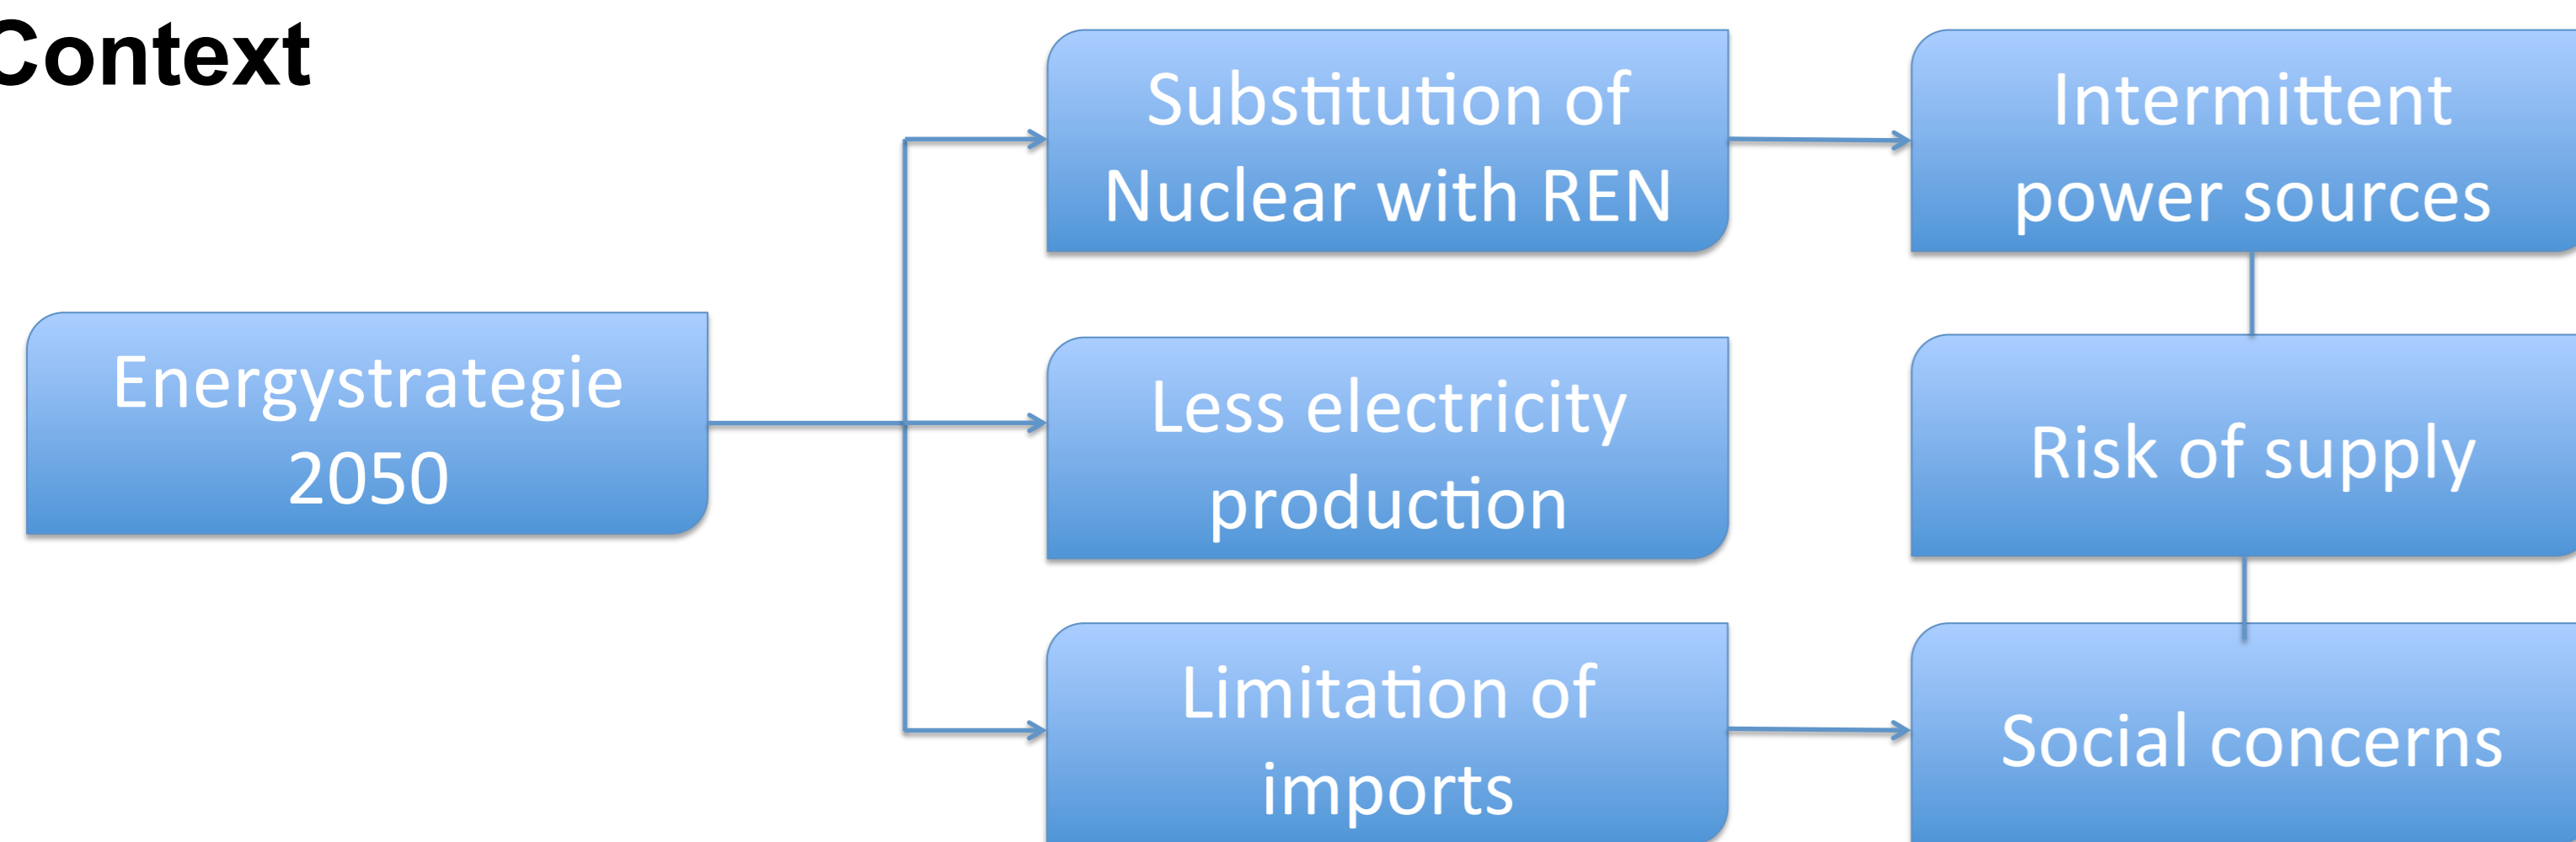 Context
Substitution of
Nuclear with REN
Intermittent
power sources
Energystrategie
2050
Less electricity
production
Risk of supply
Limitation of
imports
Social concerns